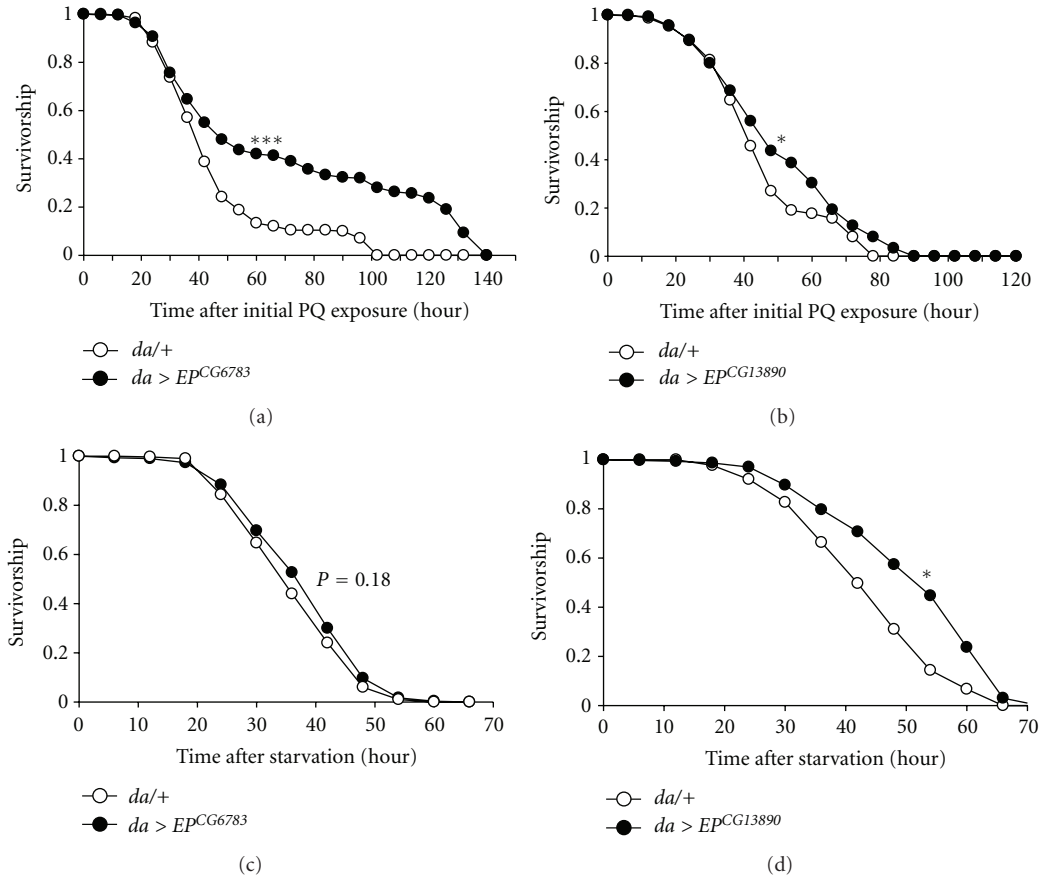 1
0.8
0.6
0.4
0.2
0
0 20 40 60 80 100 120 140
Survivorship
***
Time after initial PQ exposure (hour)
da/+
da > EP^CG6783
(a)
1
0.8
0.6
0.4
0.2
0
0 20 40 60 80 100 120
Survivorship
*
Time after initial PQ exposure (hour)
da/+
da > EP^CG13890
(b)
1
0.8
0.6
0.4
0.2
0
0 10 20 30 40 50 60 70
Survivorship
P = 0.18
Time after starvation (hour)
da/+
da > EP^CG6783
(c)
1
0.8
0.6
0.4
0.2
0
0 10 20 30 40 50 60 70
Survivorship
*
Time after starvation (hour)
da/+
da > EP^CG13890
(d)